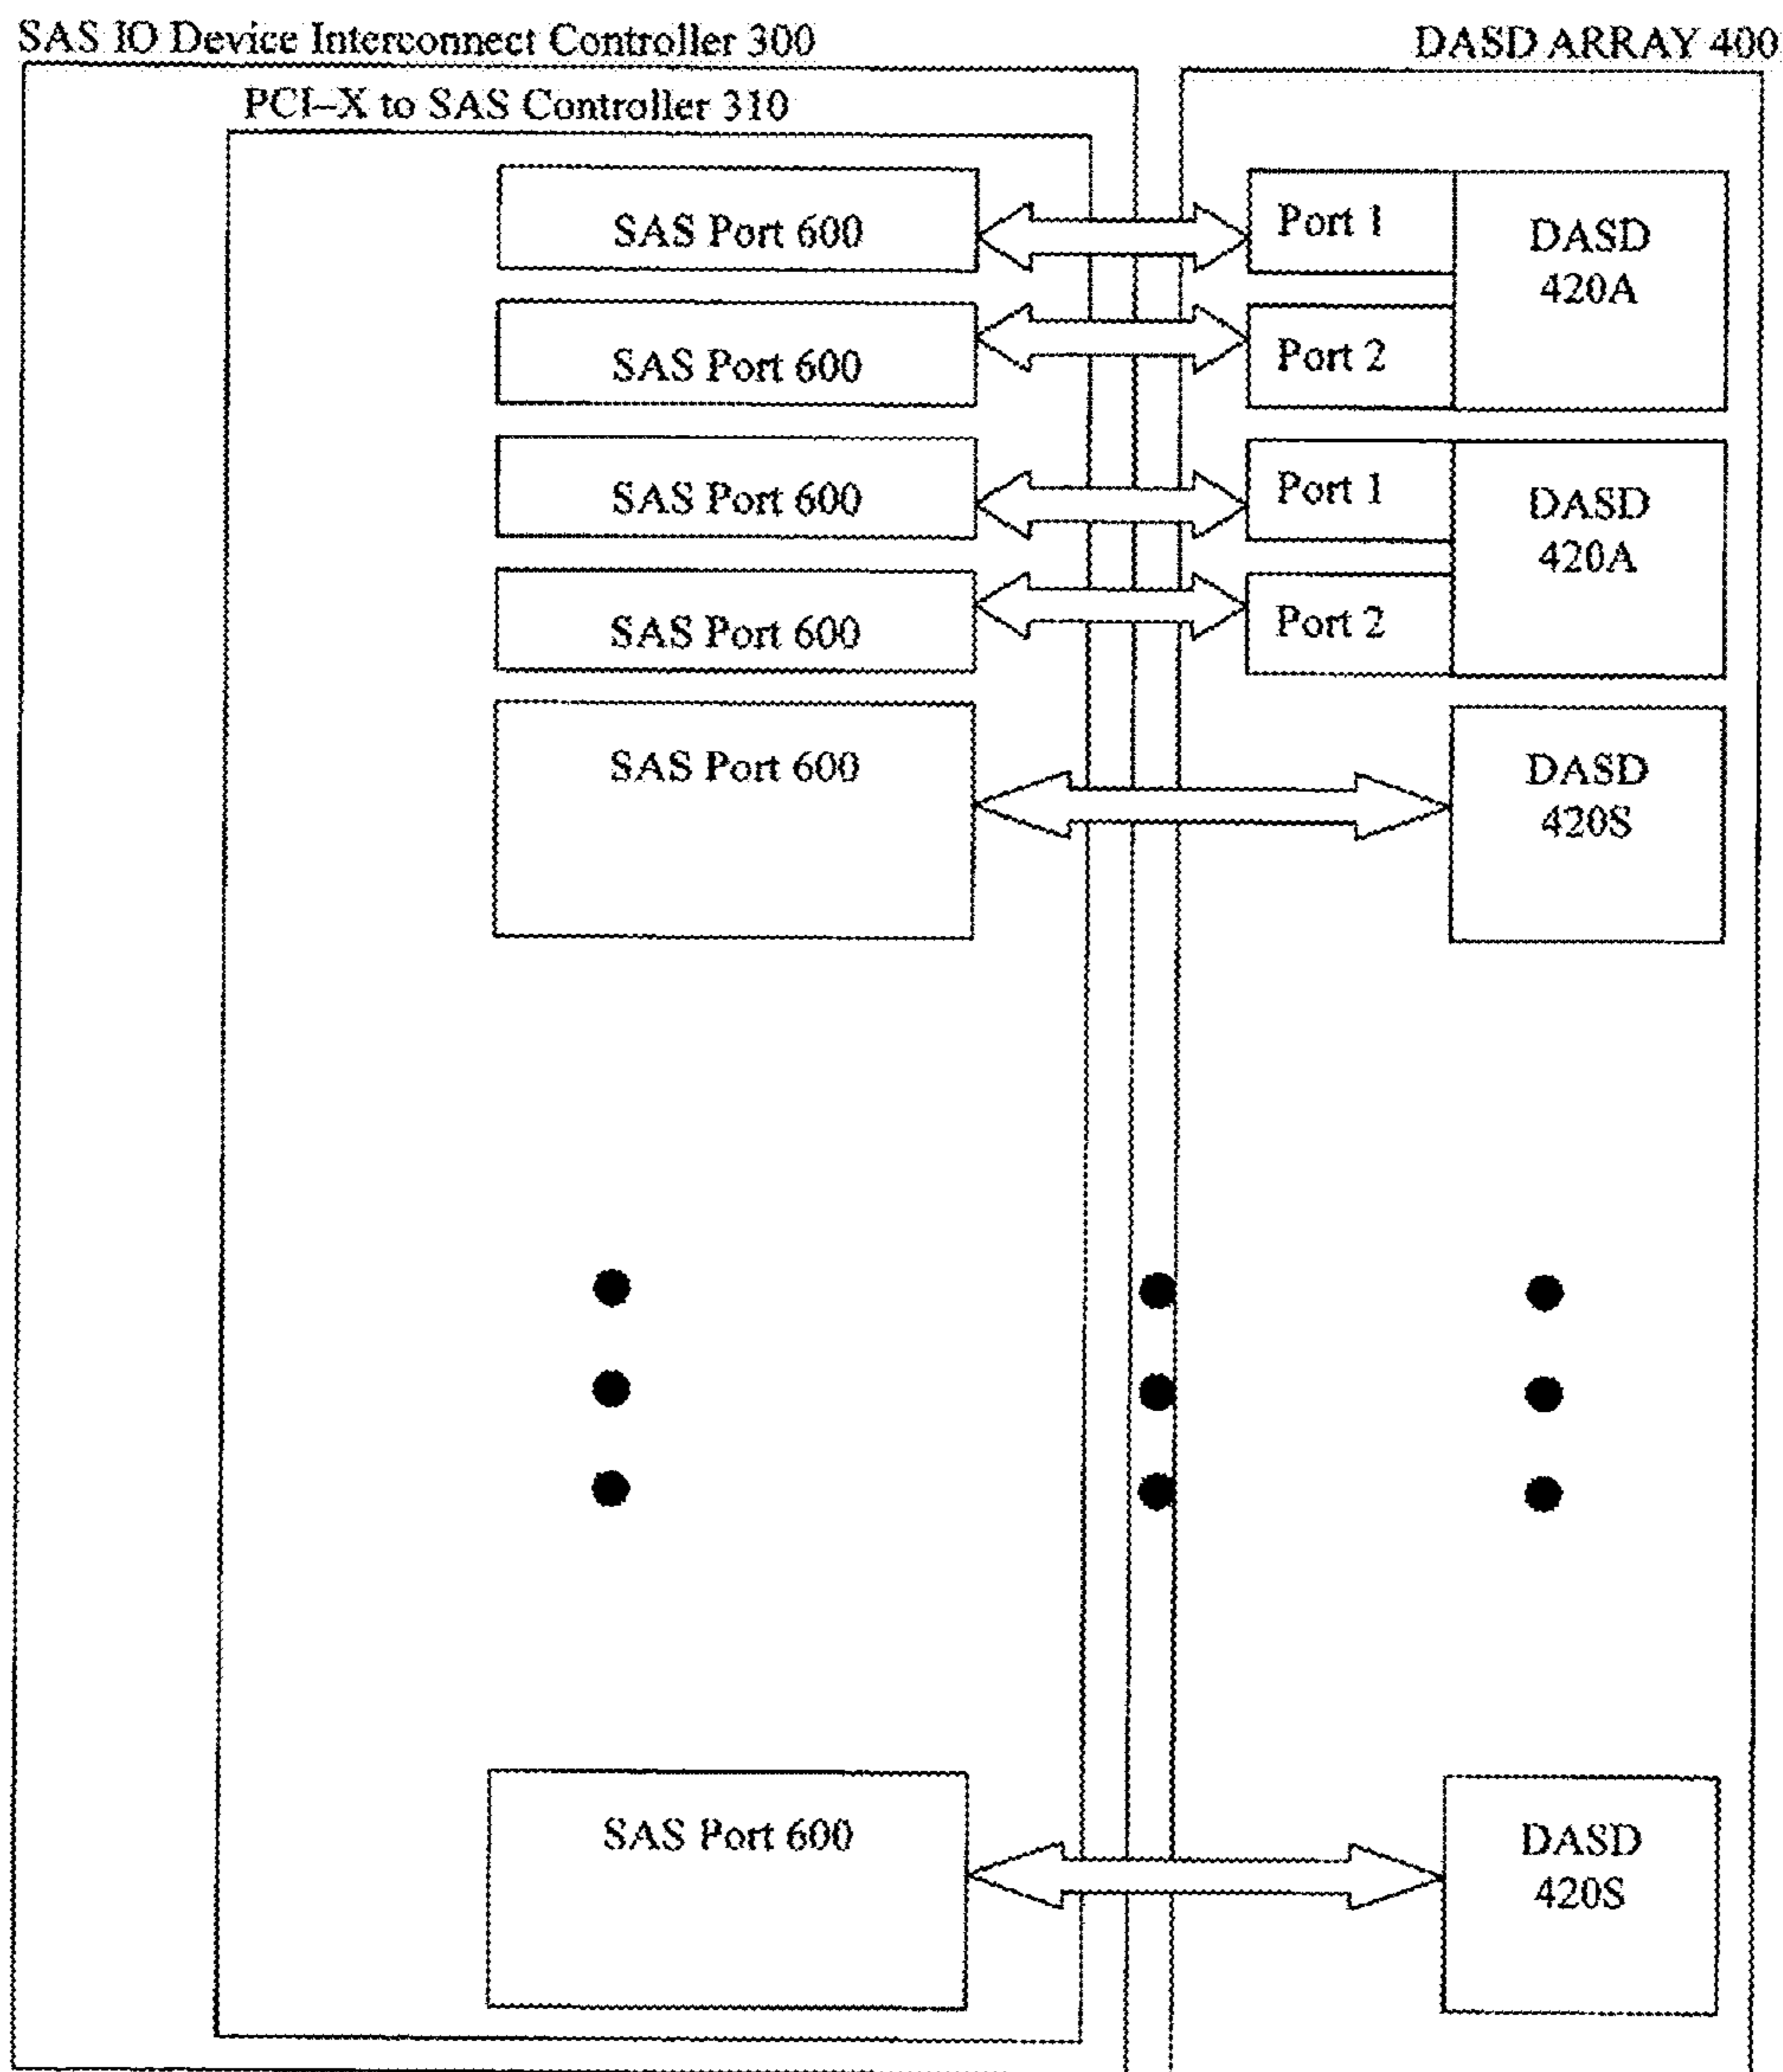 SAS IO Device Interconnect Controller 300
DASD ARRAY 400
PCI-X to SAS Controller 310
SAS Port 600
Port 1
DASD
420A
SAS Port 600
Port 2
SAS Port 600
Port 1
DASD
420A
SAS Port 600
Port 2
SAS Port 600
DASD
420S
SAS Port 600
DASD
420S